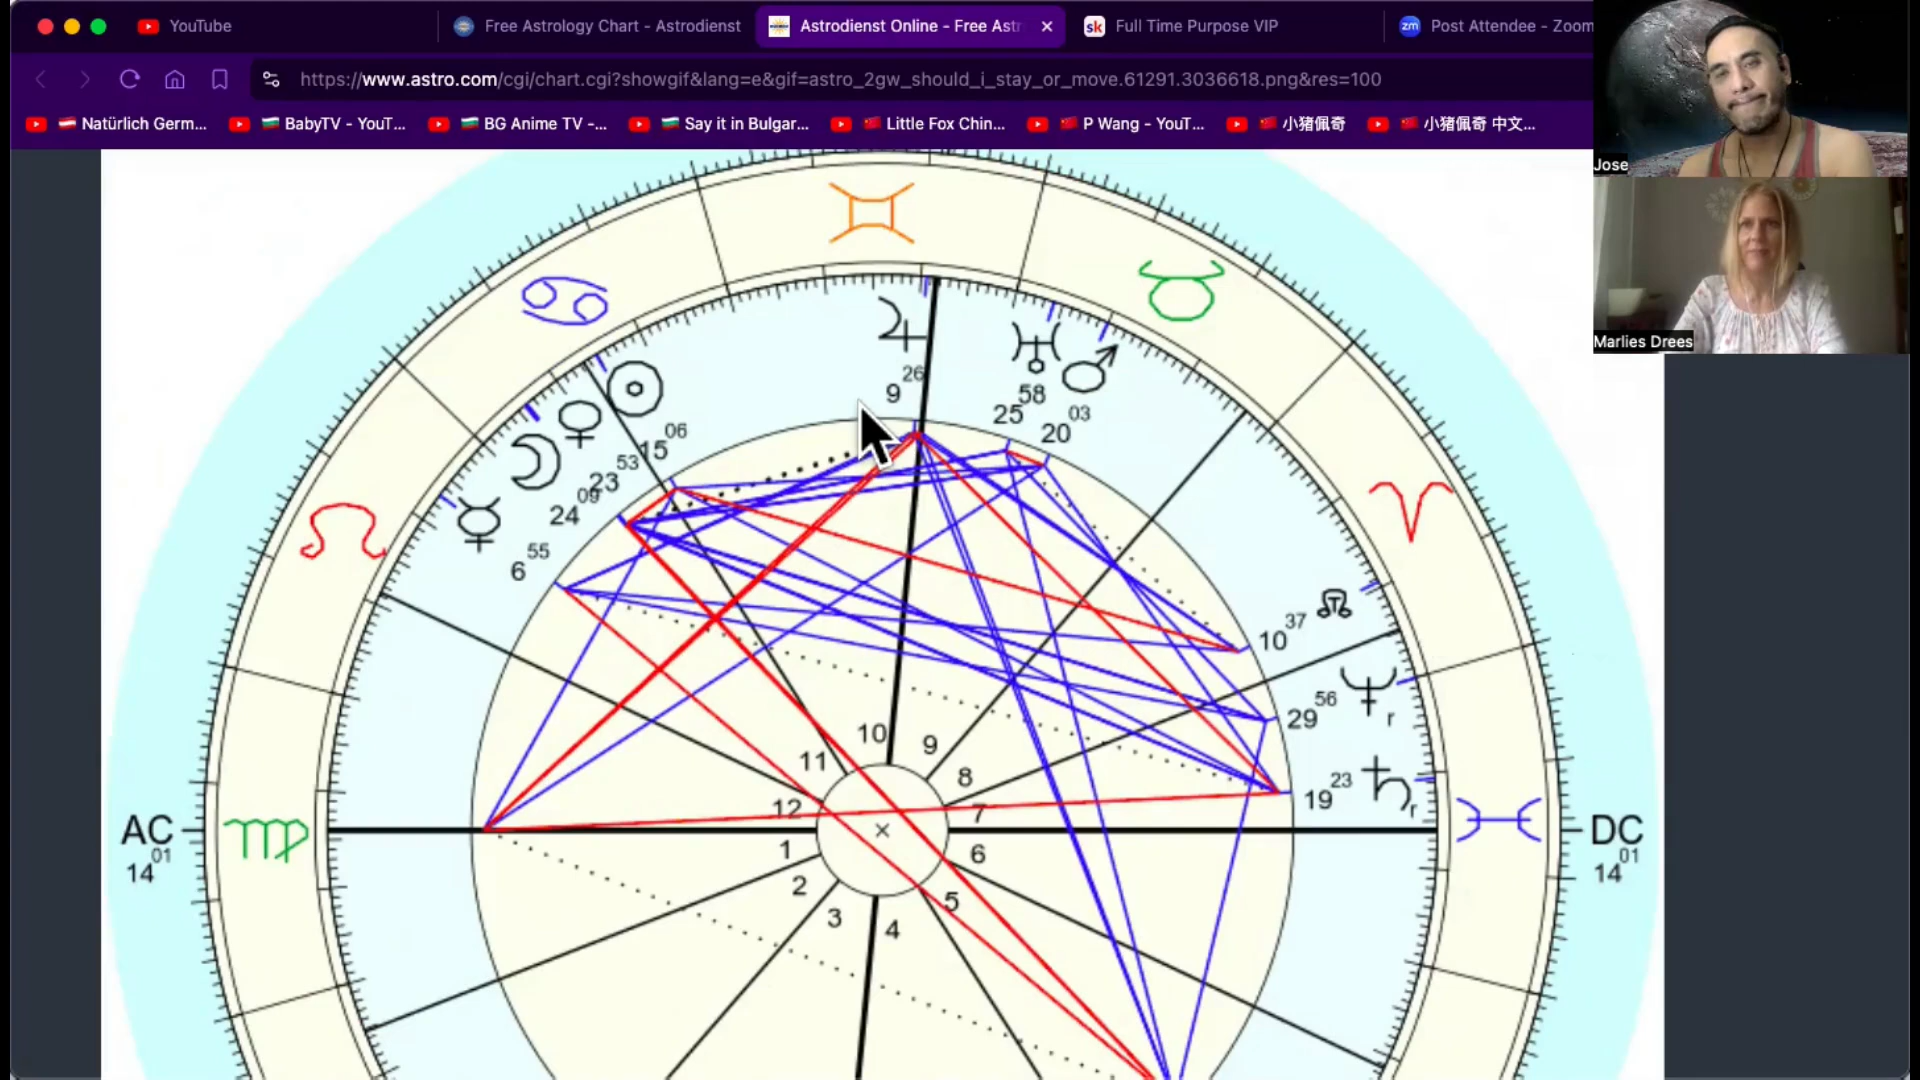 YouTube
Free Astrology Chart - Astrodienst
Astrodienst Online - Free Astr
Full Time Purpose VIP
zm
Post Attendee - Zoom
sk
https://www.astro.com/cgi/chart.cgi?showgif&lang=e&gif=astro_2gw_should_i_stay_or_move.61291.3036618.png&res=100
Natürlich Germ...
BabyTV - YouT...
BG Anime TV -...
Say it in Bulgar...
Little Fox Chin...
P Wang - YouT...
小猪佩奇
小猪佩奇 中文...
Jose
Marlies Drees
9 26
25 58
20 03
15 06
23 53
24 09
6 55
10 37
29 56
r
19 23
r
AC
14 01
DC
14 01
10
9
11
8
12
7
1
6
2
5
3
4